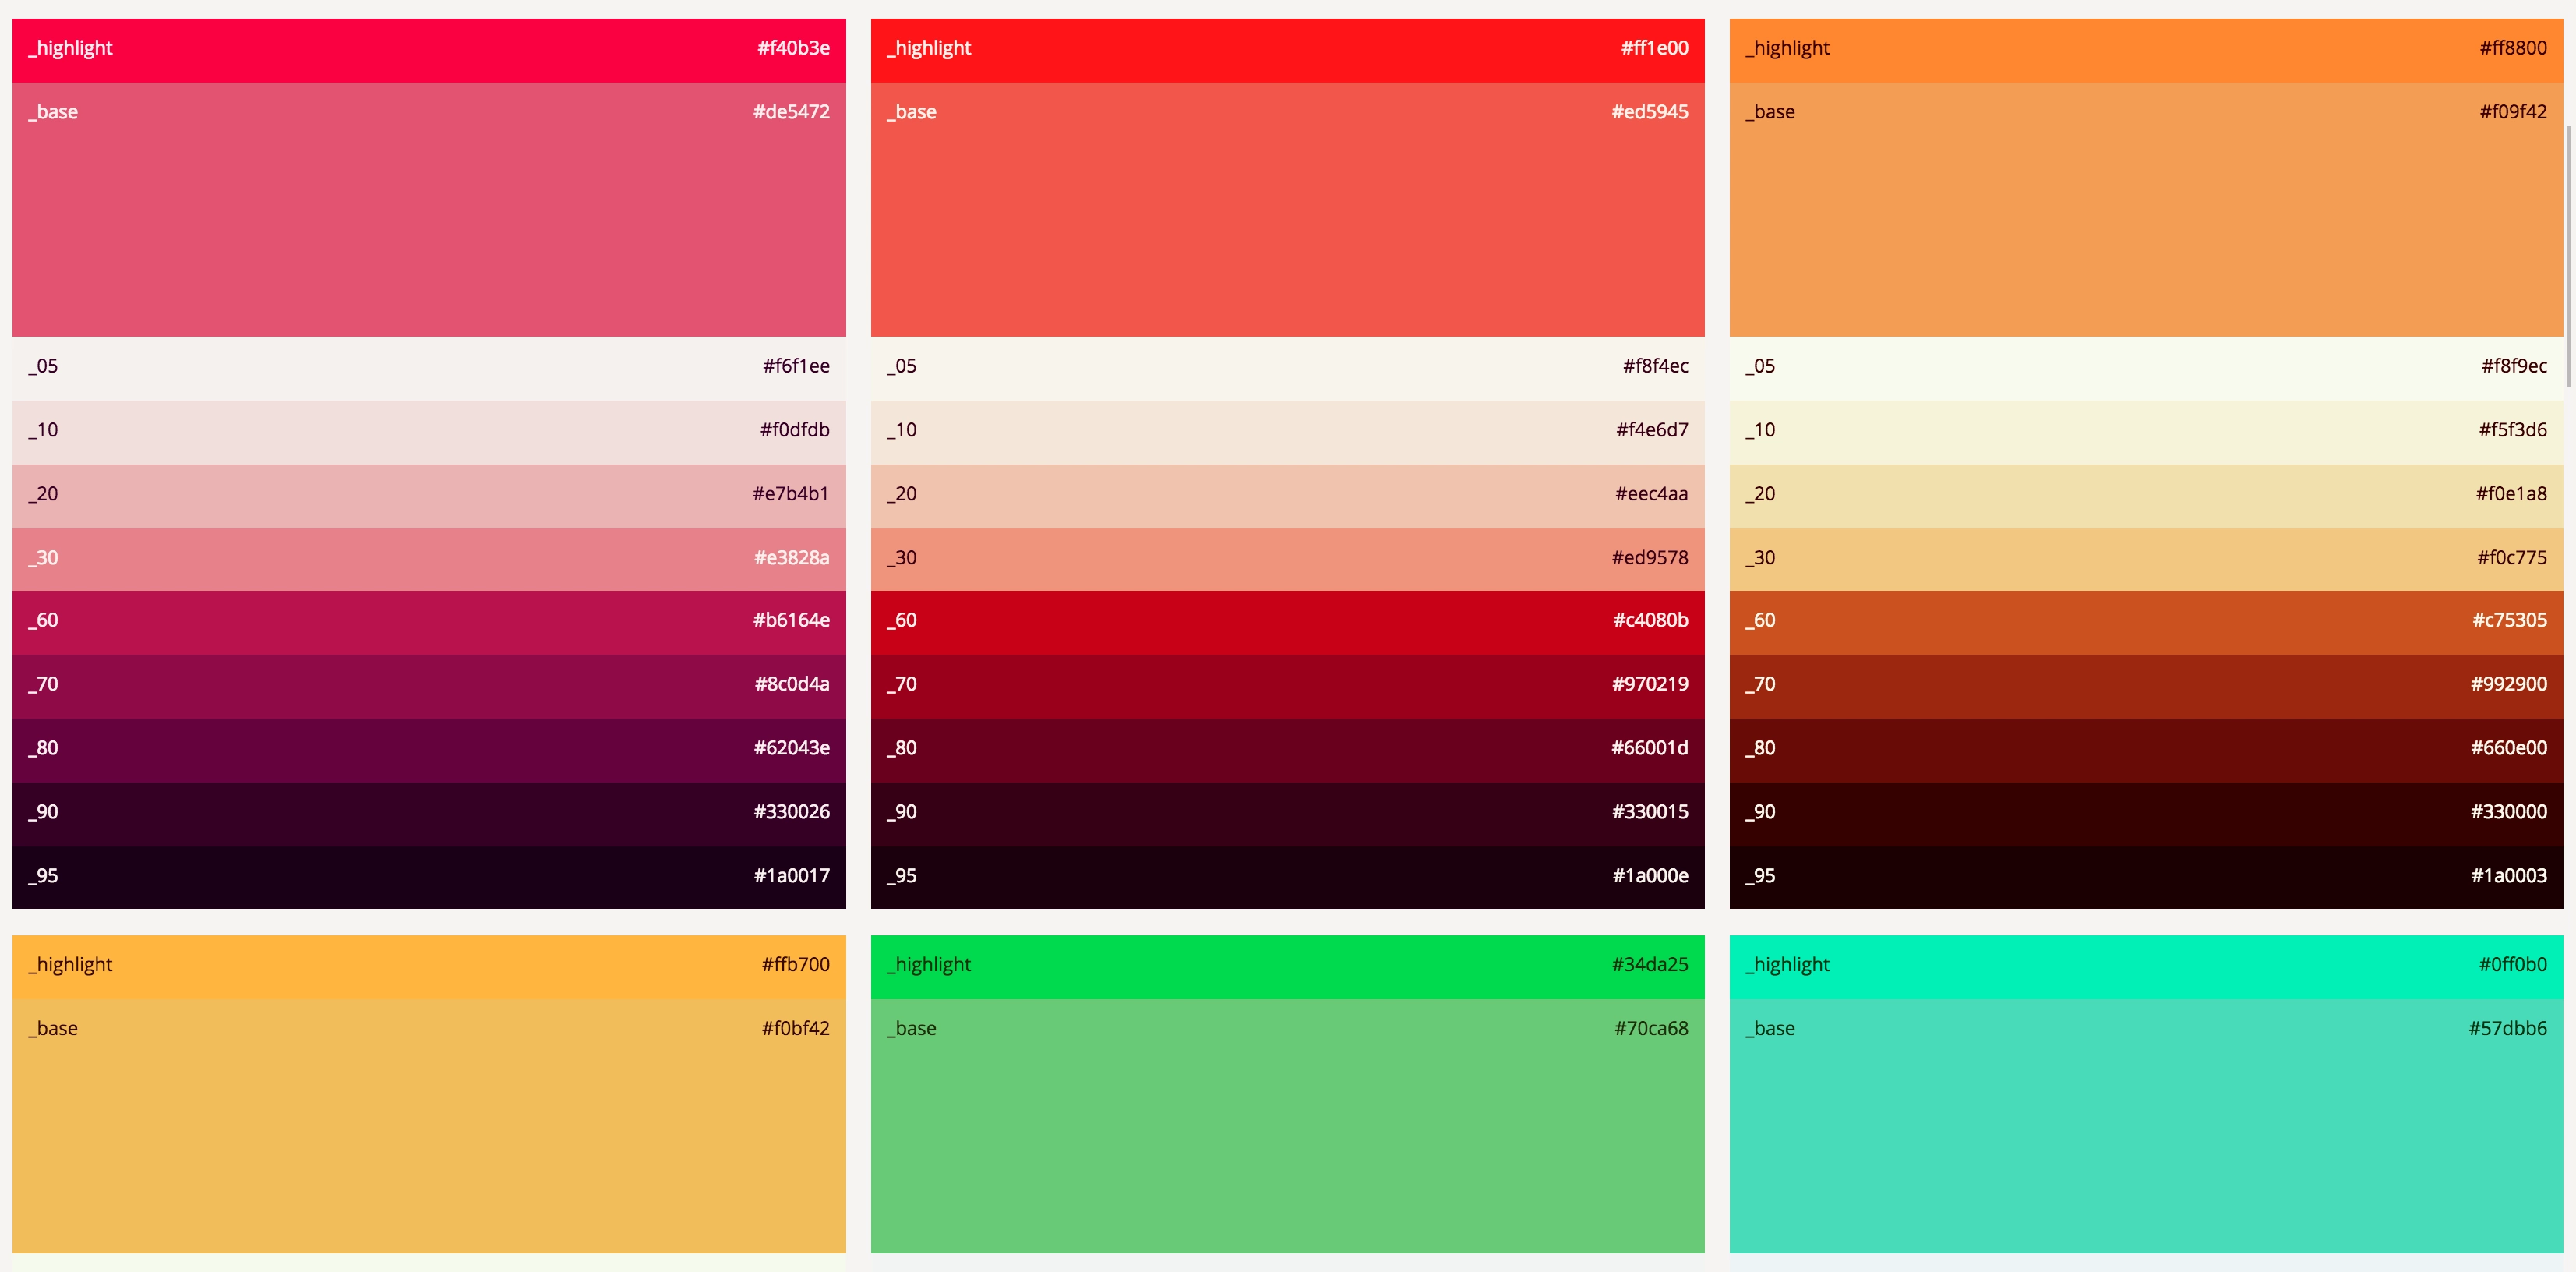 _highlight #f40b3e
_base #de5472
_05 #f6f1ee
_10 #f0dfdb
_20 #e7b4b1
_30 #e3828a
_60 #b6164e
_70 #8c0d4a
_80 #62043e
_90 #330026
_95 #1a0017
_highlight #ff1e00
_base #ed5945
_05 #f8f4ec
_10 #f4e6d7
_20 #eec4aa
_30 #ed9578
_60 #c4080b
_70 #970219
_80 #66001d
_90 #330015
_95 #1a000e
_highlight #ff8800
_base #f09f42
_05 #f8f9ec
_10 #f5f3d6
_20 #f0e1a8
_30 #f0c775
_60 #c75305
_70 #992900
_80 #660e00
_90 #330000
_95 #1a0003
_highlight #ffb700
_base #f0bf42
_highlight #34da25
_base #70ca68
_highlight #0ff0b0
_base #57dbb6